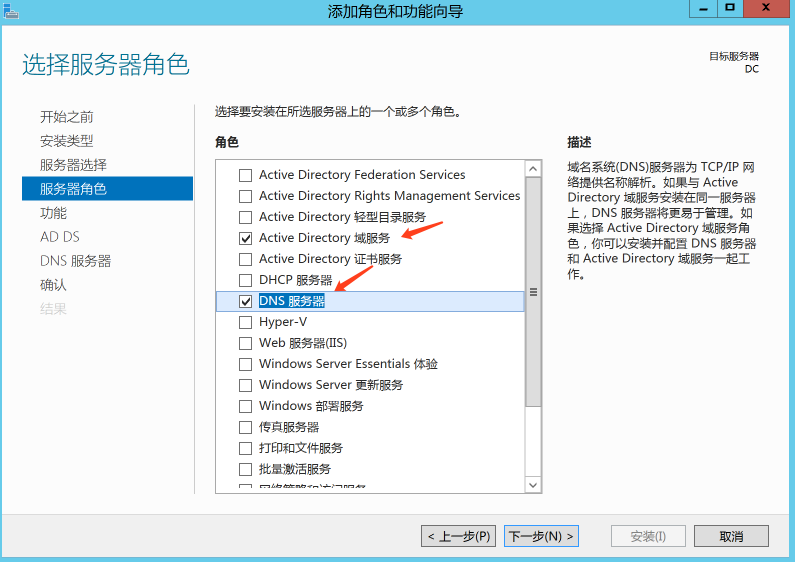 添加角色和功能向导
选择服务器角色
目标服务器
DC
开始之前
安装类型
服务器选择
服务器角色
功能
AD DS
DNS 服务器
确认
结果
选择要安装在所选服务器上的一个或多个角色。
角色
Active Directory Federation Services
Active Directory Rights Management Services
Active Directory 轻型目录服务
Active Directory 域服务
Active Directory 证书服务
DHCP 服务器
DNS 服务器
Hyper-V
Web 服务器(IIS)
Windows Server Essentials 体验
Windows Server 更新服务
Windows 部署服务
传真服务器
打印和文件服务
批量激活服务
描述
域名系统(DNS)服务器为 TCP/IP 网
络提供名称解析。如果与 Active
Directory 域服务安装在同一服务器
上，DNS 服务器将更易于管理。如
果选择 Active Directory 域服务角
色，你可以安装并配置 DNS 服务器
和 Active Directory 域服务一起工
作。
< 上一步(P)
下一步(N) >
安装(I)
取消